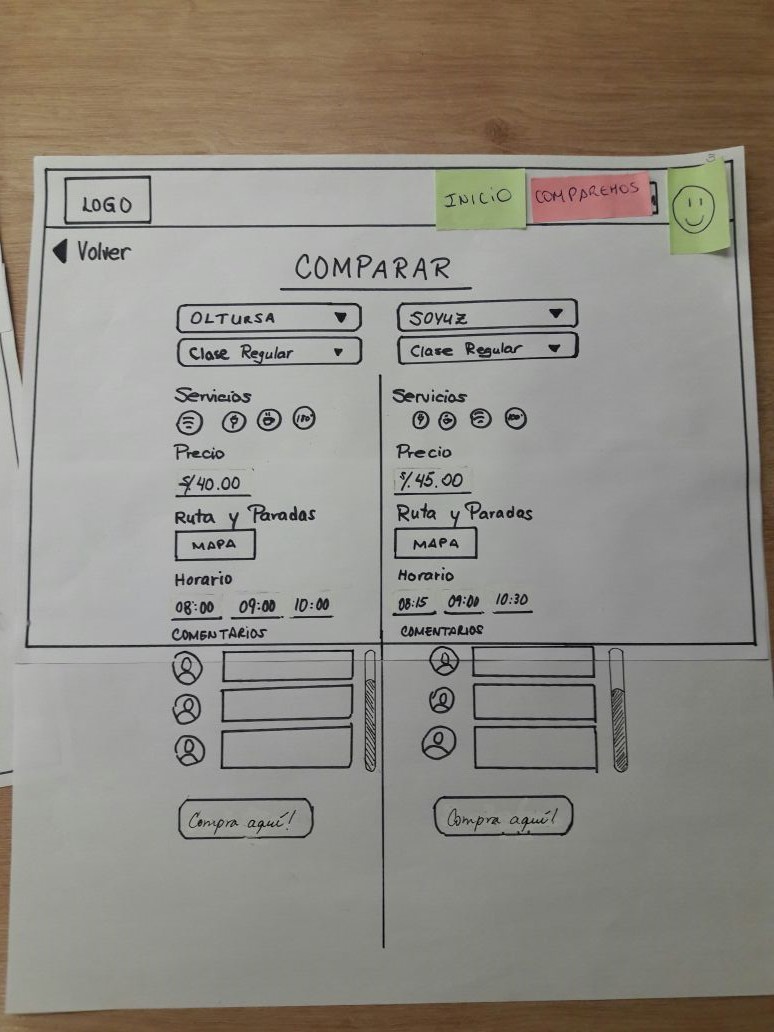 LOGO INICIO COMPAREMOS
Volver
COMPARAR
OLTURSA
Clase Regular
Servicios
180°
Precio
S/40.00
Ruta y Paradas
MAPA
Horario
08:00 09:00 10:00
COMENTARIOS
Compra aquí!
SOYUZ
Clase Regular
Servicios
Precio
S/.45.00
Ruta y Paradas
MAPA
Horario
08:15 09:00 10:30
COMENTARIOS
Compra aquí!